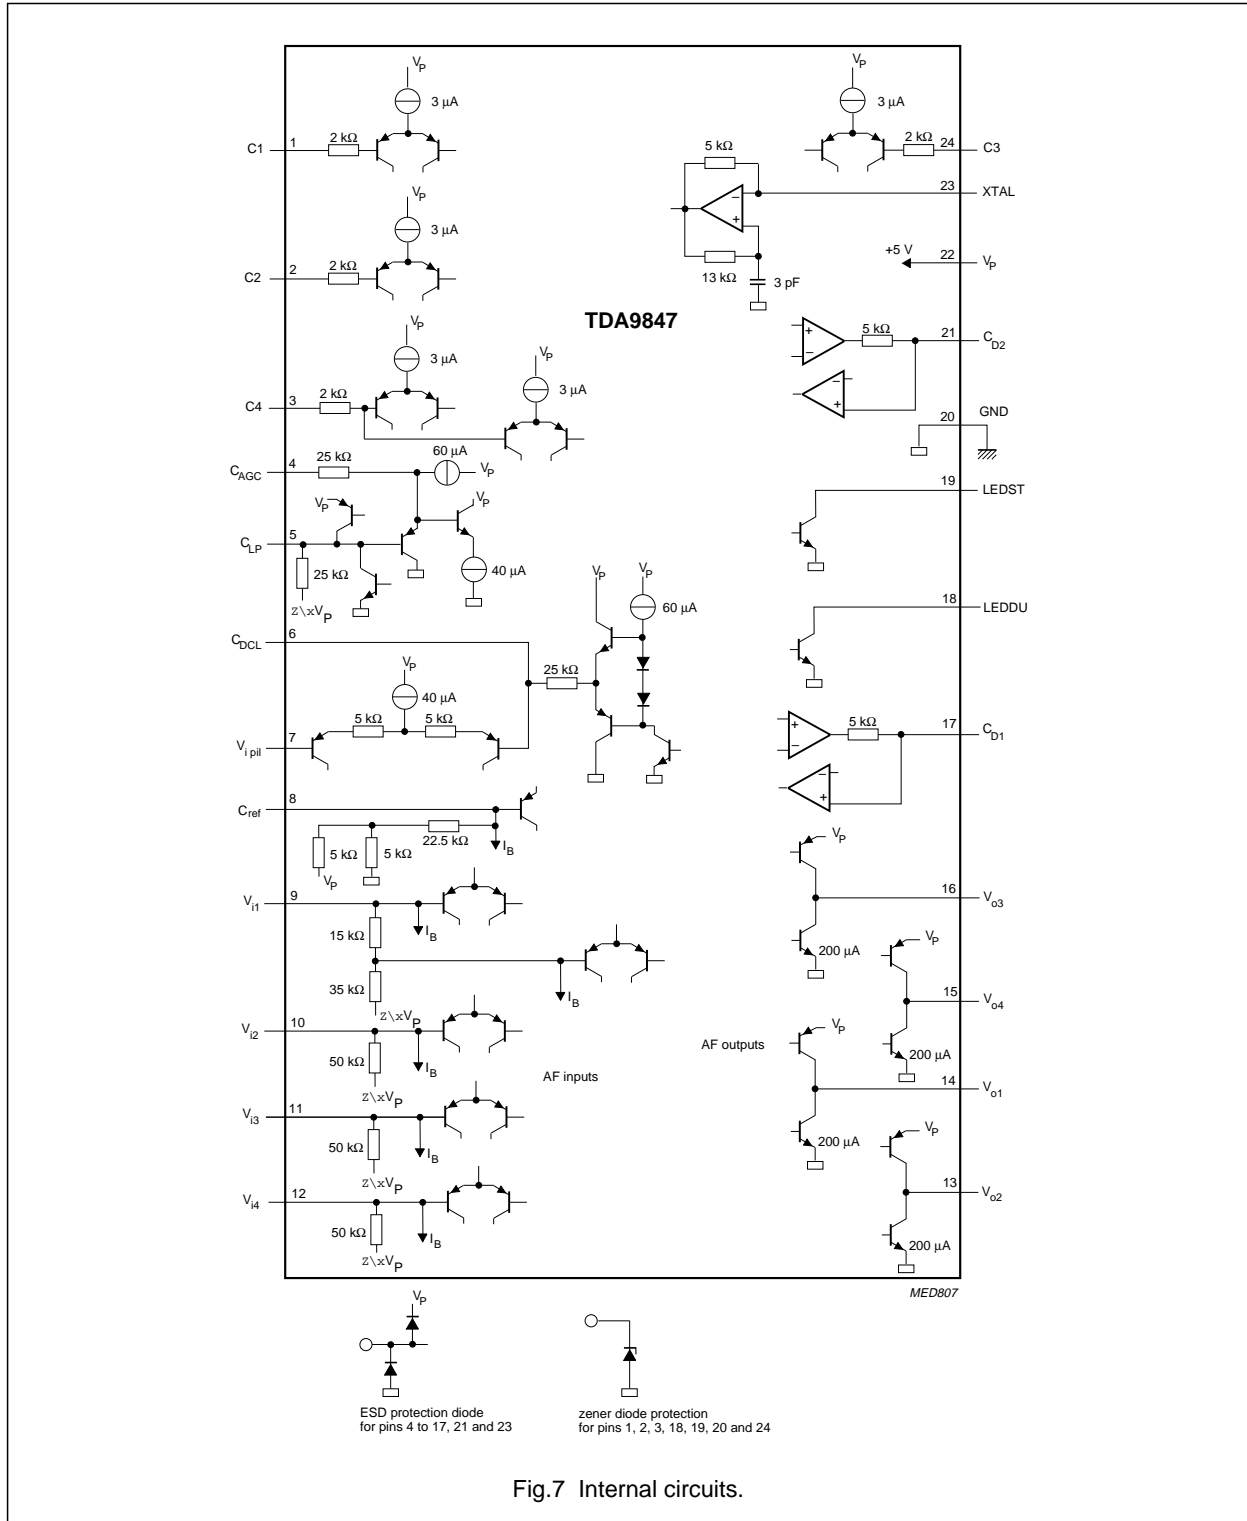 V_P
3 µA
C1
1
2 kΩ
V_P
3 µA
C2
2
2 kΩ
V_P
3 µA
C4
3
2 kΩ
V_P
3 µA
C_AGC
4
25 kΩ
60 µA
V_P
V_P
V_P
C_LP
5
25 kΩ
Z\xV_P
40 µA
V_P
V_P
60 µA
C_DCL
6
25 kΩ
V_P
40 µA
5 kΩ
5 kΩ
V_i pil
7
C_ref
8
22.5 kΩ
I_B
5 kΩ
5 kΩ
V_P
V_i1
9
15 kΩ
I_B
35 kΩ
I_B
Z\xV_P
V_i2
10
50 kΩ
I_B
Z\xV_P
AF inputs
V_i3
11
50 kΩ
I_B
Z\xV_P
V_i4
12
50 kΩ
I_B
Z\xV_P
TDA9847
V_P
3 µA
2 kΩ
24
C3
5 kΩ
23
XTAL
−
+
13 kΩ
3 pF
+5 V
22
V_P
+
−
5 kΩ
21
C_D2
−
+
20
GND
19
LEDST
18
LEDDU
+
−
5 kΩ
17
C_D1
−
+
V_P
16
V_o3
200 µA
V_P
15
V_o4
200 µA
AF outputs
V_P
14
V_o1
200 µA
V_P
13
V_o2
200 µA
MED807
V_P
ESD protection diode
for pins 4 to 17, 21 and 23
zener diode protection
for pins 1, 2, 3, 18, 19, 20 and 24
Fig.7 Internal circuits.